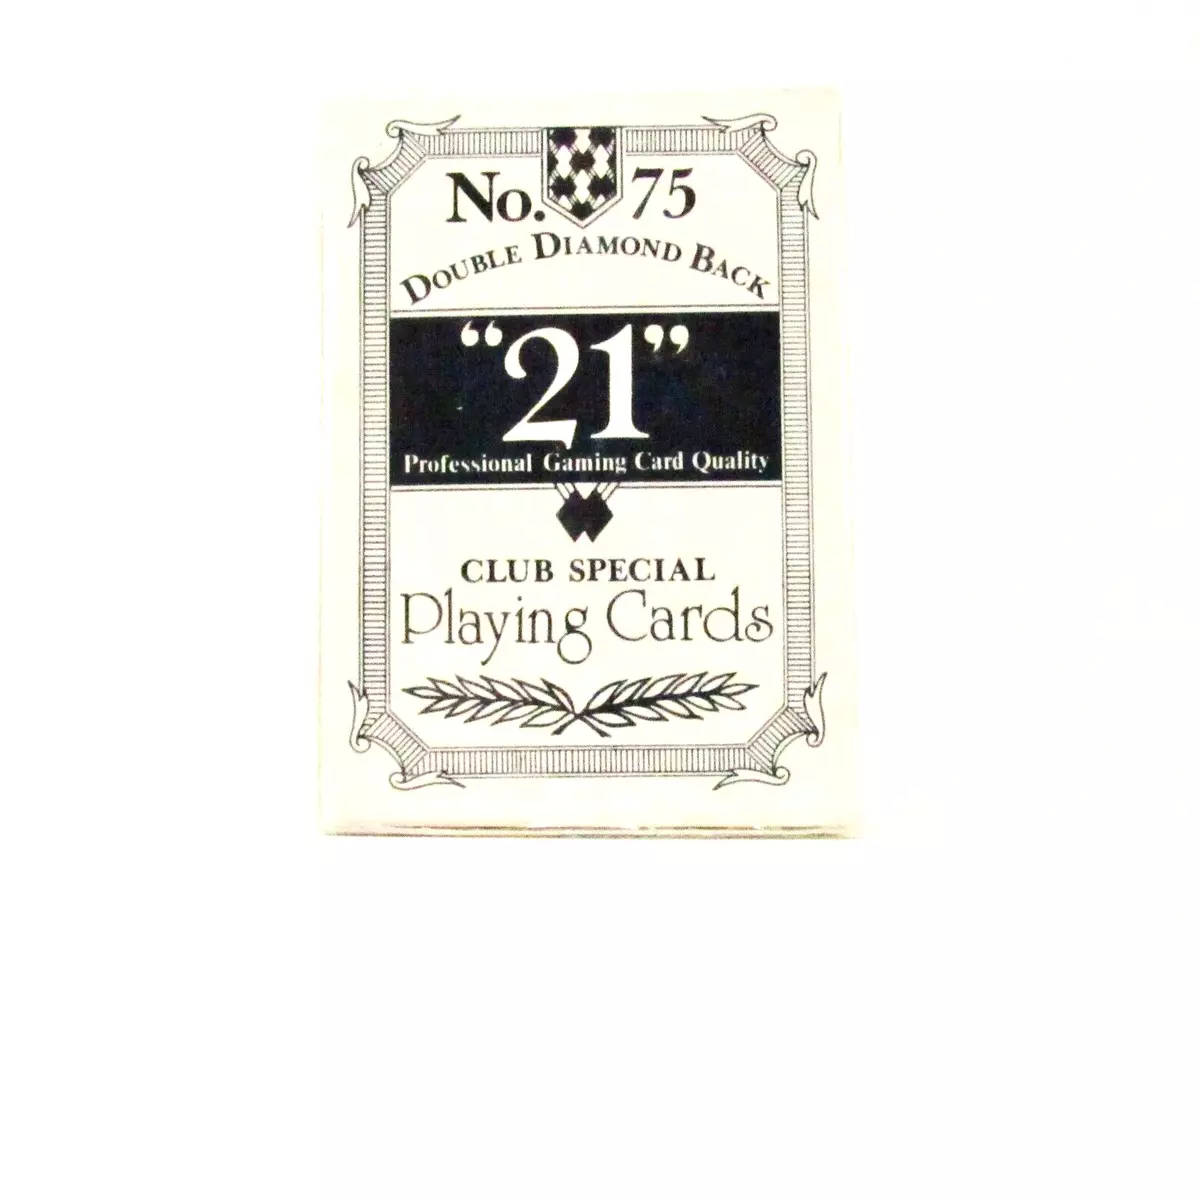 No. 75
DOUBLE DIAMOND BACK
“21”
Professional Gaming Card Quality
CLUB SPECIAL
Playing Cards